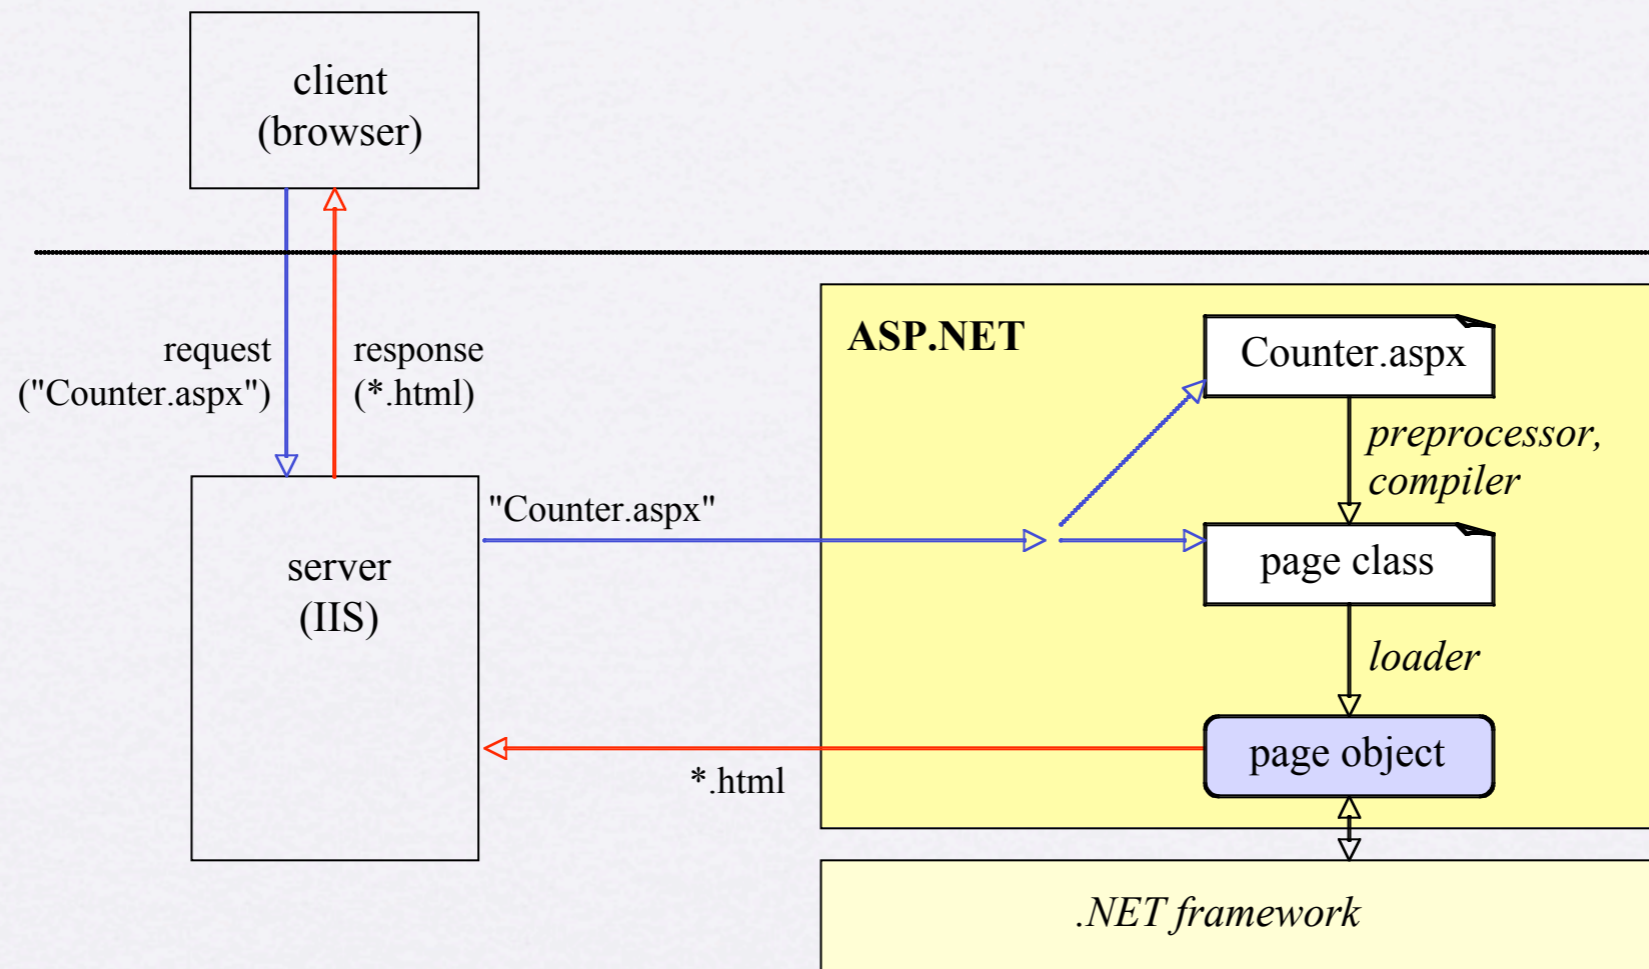 client
(browser)
request
("Counter.aspx")
response
(*.html)
ASP.NET
Counter.aspx
preprocessor,
compiler
"Counter.aspx"
server
(IIS)
page class
loader
page object
*.html
.NET framework